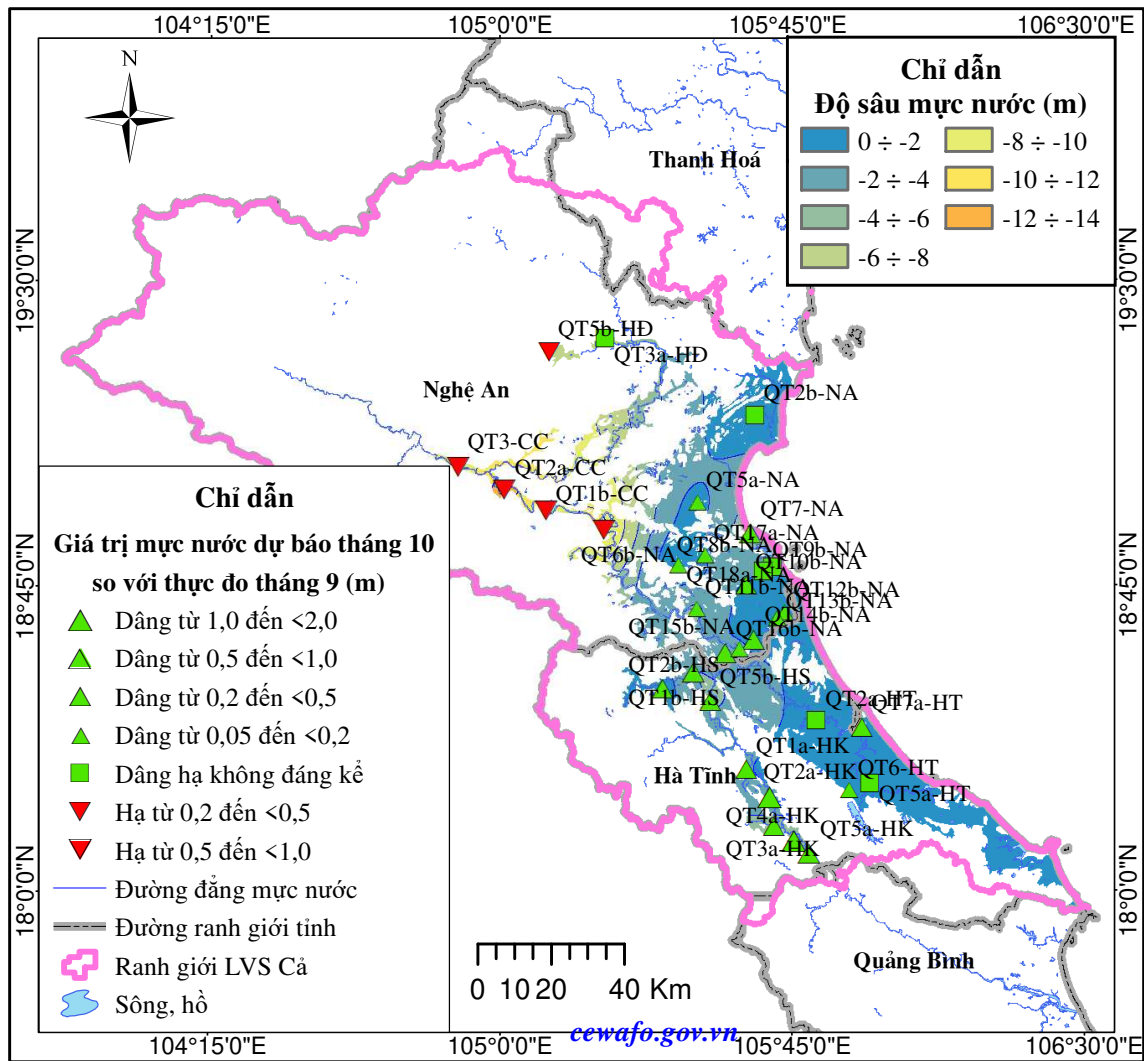 104°15'0"E 105°0'0"E 105°45'0"E 106°30'0"E
N
Chỉ dẫn
Độ sâu mực nước (m)
0 ÷ -2
-2 ÷ -4
-4 ÷ -6
-6 ÷ -8
-8 ÷ -10
-10 ÷ -12
-12 ÷ -14
Thanh Hoá
19°30'0"N
19°30'0"N
QT5b-HĐ
QT3a-HĐ
Nghệ An
QT2b-NA
QT3-CC
QT2a-CC
QT1b-CC
QT5a-NA
QT7-NA
QT17a-NA
QT8b-NA
QT9b-NA
QT6b-NA
QT10b-NA
QT18a-NA
QT11b-NA
QT12b-NA
QT13b-NA
QT14b-NA
QT15b-NA
QT16b-NA
18°45'0"N
18°45'0"N
QT2b-HS
QT5b-HS
QT1b-HS
QT2a-HT
QT7a-HT
QT1a-HK
Hà Tĩnh
QT2a-HK
QT6-HT
QT5a-HT
QT4a-HK
QT5a-HK
QT3a-HK
18°0'0"N
18°0'0"N
Quảng Bình
Chỉ dẫn
Giá trị mực nước dự báo tháng 10
so với thực đo tháng 9 (m)
Dâng từ 1,0 đến <2,0
Dâng từ 0,5 đến <1,0
Dâng từ 0,2 đến <0,5
Dâng từ 0,05 đến <0,2
Dâng hạ không đáng kể
Hạ từ 0,2 đến <0,5
Hạ từ 0,5 đến <1,0
Đường đẳng mực nước
Đường ranh giới tỉnh
Ranh giới LVS Cả
Sông, hồ
0 10 20 40 Km
cewafo.gov.vn
104°15'0"E 105°0'0"E 105°45'0"E 106°30'0"E